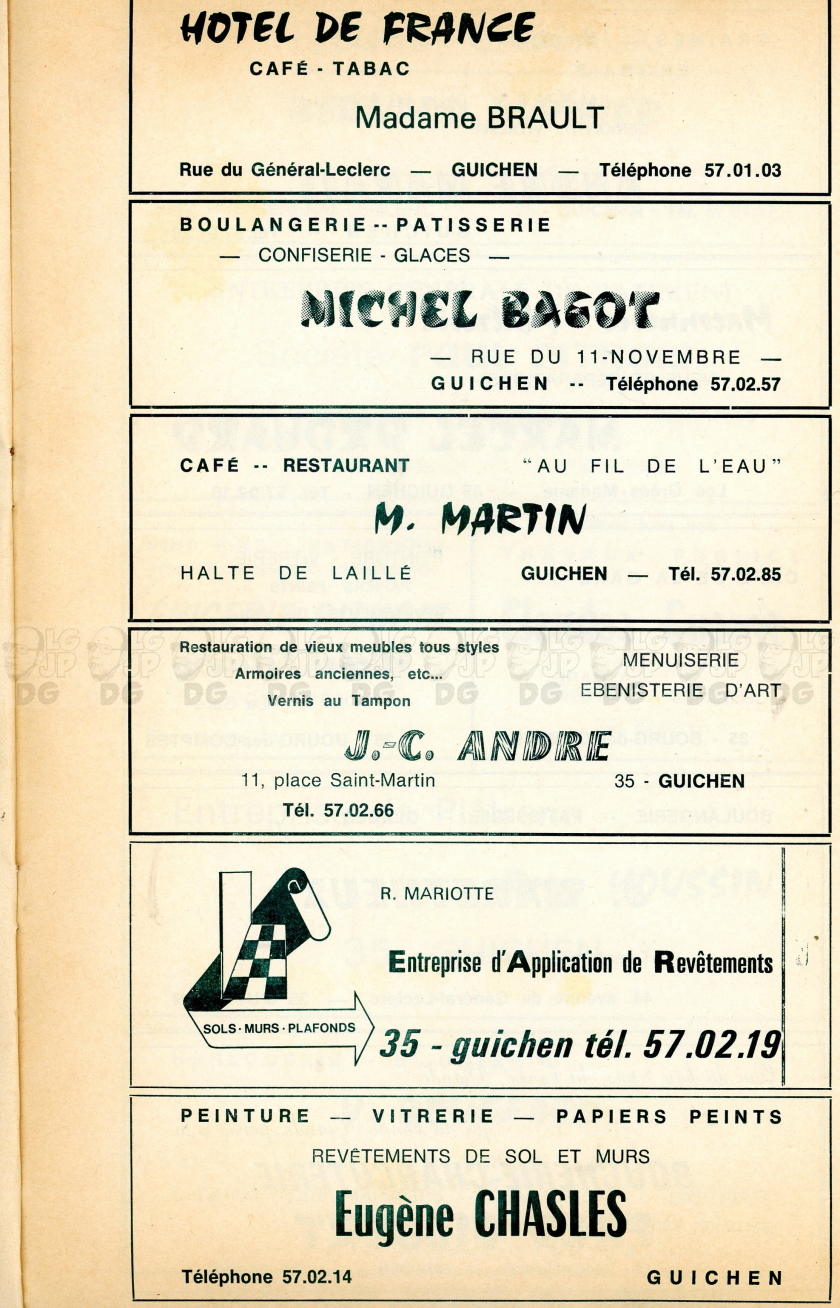 HOTEL DE FRANCE
CAFÉ - TABAC
Madame BRAULT
Rue du Général-Leclerc — GUICHEN — Téléphone 57.01.03
BOULANGERIE -- PATISSERIE
— CONFISERIE - GLACES —
MICHEL BAGOT
— RUE DU 11-NOVEMBRE —
GUICHEN -- Téléphone 57.02.57
CAFÉ -- RESTAURANT "AU FIL DE L'EAU"
M. MARTIN
HALTE DE LAILLÉ GUICHEN — Tél. 57.02.85
Restauration de vieux meubles tous styles
Armoires anciennes, etc...
Vernis au Tampon
MENUISERIE
EBENISTERIE D'ART
J.-C. ANDRE
11, place Saint-Martin 35 - GUICHEN
Tél. 57.02.66
R. MARIOTTE
Entreprise d'Application de Revêtements
SOLS · MURS · PLAFONDS
35 - guichen tél. 57.02.19
PEINTURE — VITRERIE — PAPIERS PEINTS
REVÊTEMENTS DE SOL ET MURS
Eugène CHASLES
Téléphone 57.02.14 GUICHEN